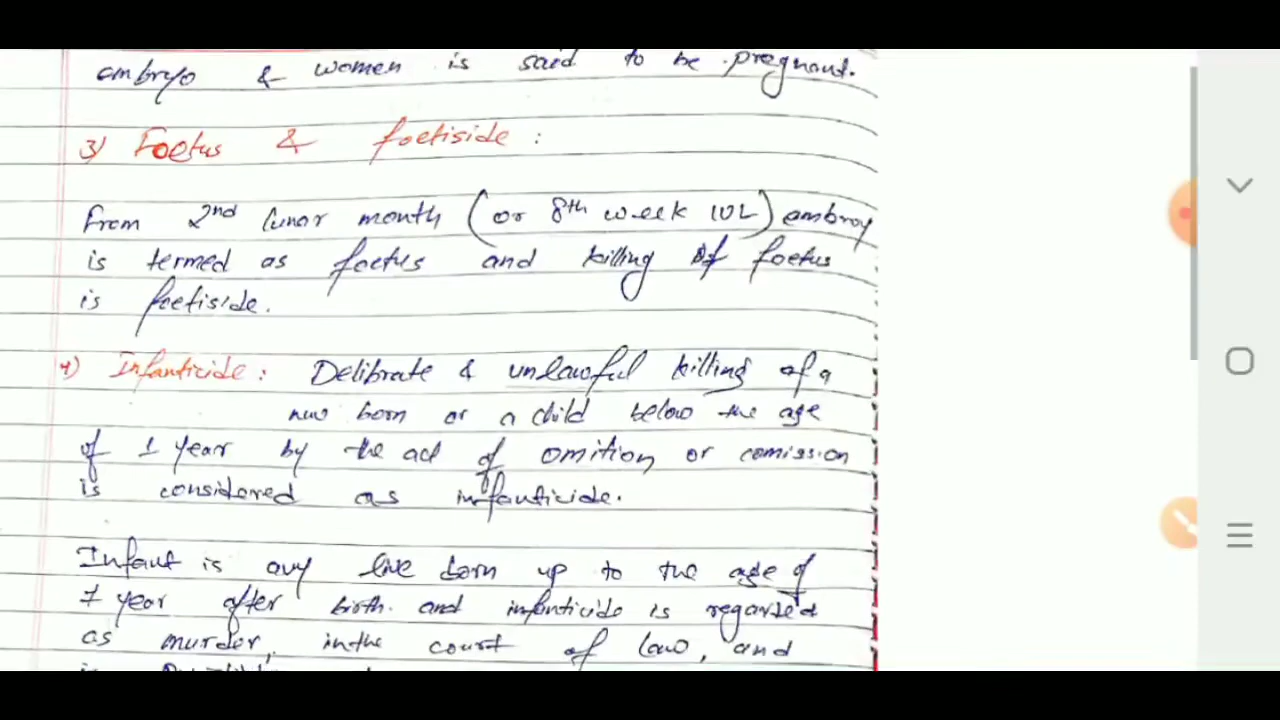 embryo & women is said to be pregnant.
3) Foetus & foetiside :
From 2nd lunar month (or 8th week IUL) embroy
is termed as foetus and killing of foetus
is foetiside.
4) Infanticide : Delibrate & unlawful killing of a
new born or a child below the age
of 1 year by the act of omition or comission
is considered as infanticide.
Infant is any live born up to the age of
1 year after birth. and infanticide is regarded
as murder, in the court of law, and
is